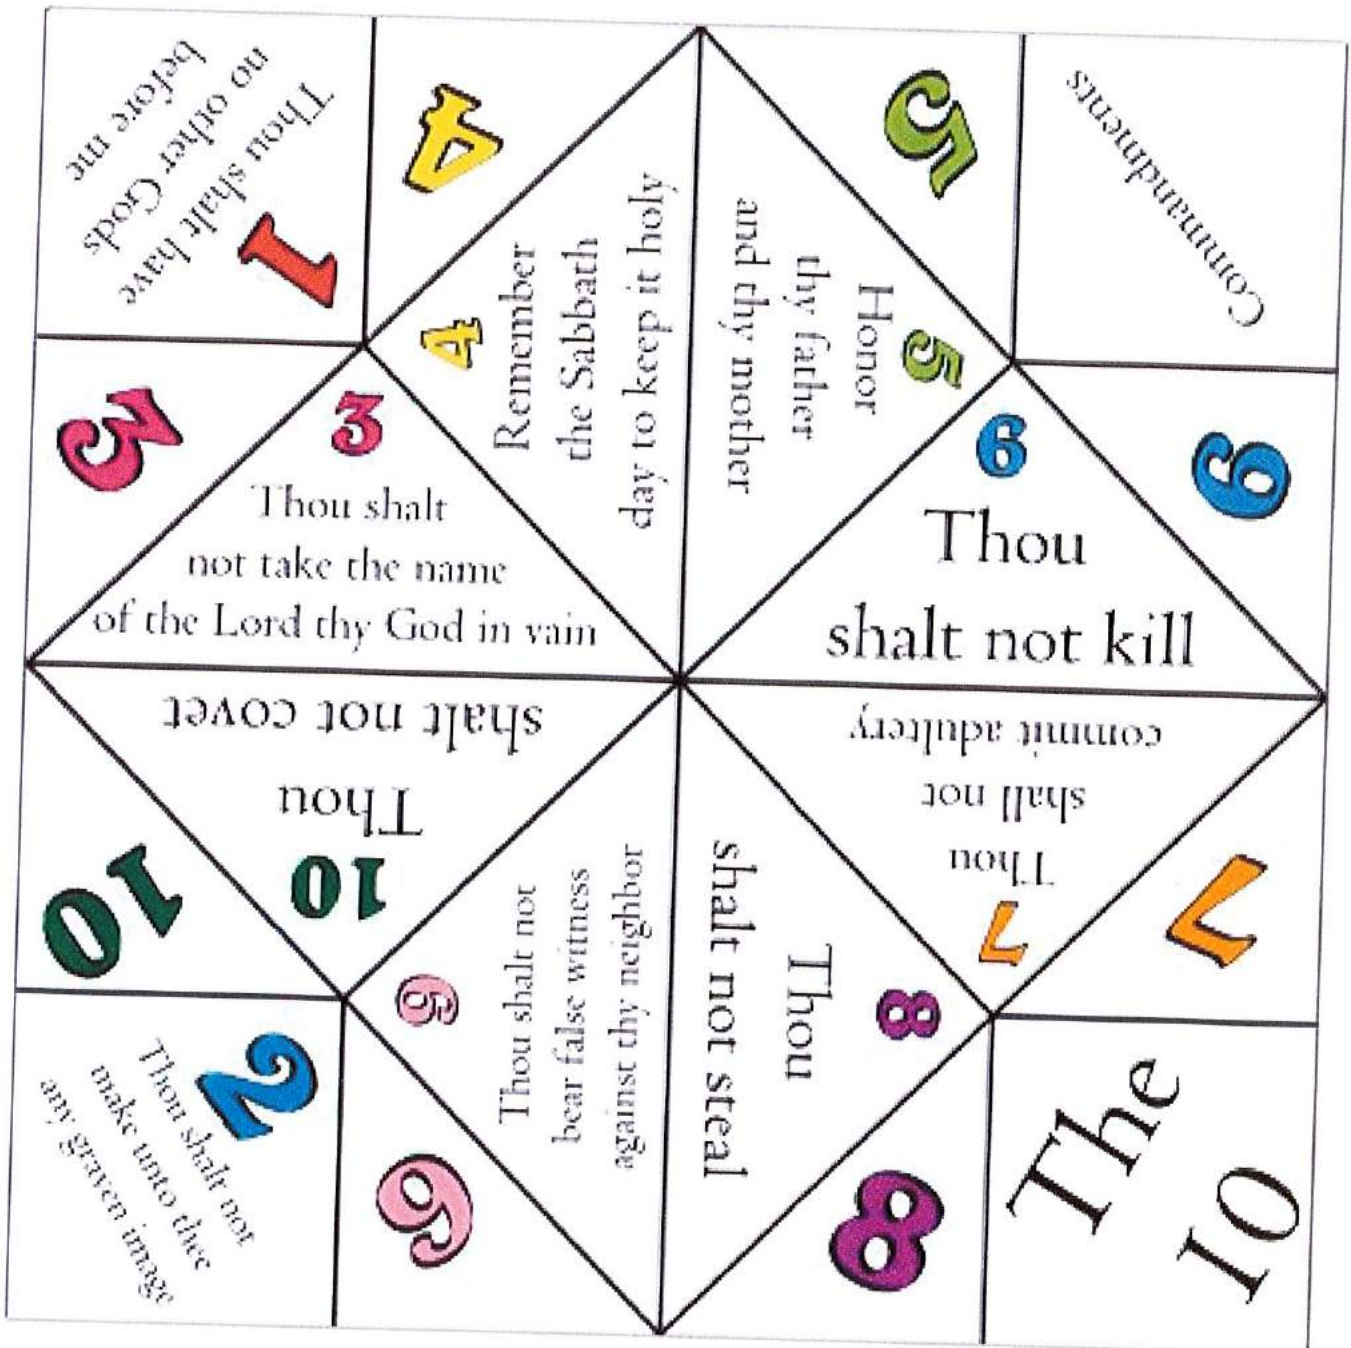 1
Thou shalt have
no other Gods
before me
4
5
Commandments
4
Remember
the Sabbath
day to keep it holy
5
Honor
thy father
and thy mother
3
3
Thou shalt
not take the name
of the Lord thy God in vain
6
Thou
shalt not kill
6
10
10
Thou
shalt not covet
7
Thou
shall not
commit adultery
7
9
Thou shalt not
bear false witness
against thy neighbor
8
Thou
shalt not steal
2
Thou shalt not
make unto thee
any graven image
9
8
The
10